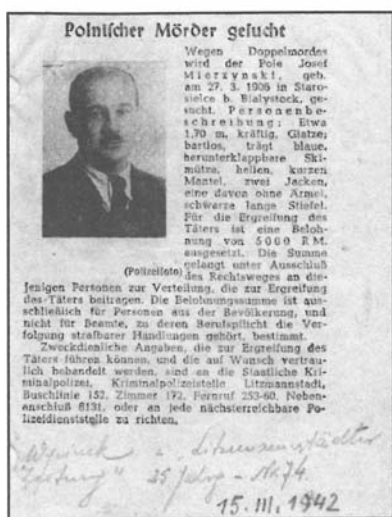 Polnischer Mörder gesucht
Wegen Doppelmordes
wird der Pole Josef
Mierzynski, geb.
am 27. 3. 1906 in Staro-
sielce b. Bialystock, ge-
sucht. Personenbe-
schreibung: Etwa
1,70 m, kräftig, Glatze;
bartlos, trägt blaue,
herunterklappbare Ski-
mütze, hellen, kurzen
Mantel, zwei Jacken,
eine davon ohne Ärmel,
schwarze lange Stiefel.
Für die Ergreifung des
Täters ist eine Beloh-
nung von 5000 RM.
ausgesetzt. Die Summe
gelangt unter Ausschluß
(Polizeifoto)
des Rechtsweges an die-
jenigen Personen zur Verteilung, die zur Ergreifung
des Täters beitragen. Die Belohnungssumme ist aus-
schließlich für Personen aus der Bevölkerung, und
nicht für Beamte, zu deren Berufspflicht die Ver-
folgung strafbarer Handlungen gehört, bestimmt.
Zweckdienliche Angaben, die zur Ergreifung des
Täters führen können, und die auf Wunsch vertrau-
lich behandelt werden, sind an die Staatliche Kri-
minalpolizei, Kriminalpolizeistelle Litzmannstadt,
Buschlinie 152, Zimmer 172, Fernruf 253-60, Neben-
anschluß 6131, oder an jede nächsterreichbare Po-
lizeidienststelle zu richten.
Litzmannstädter
Zeitung" 25 Nr 74
15. III. 1942